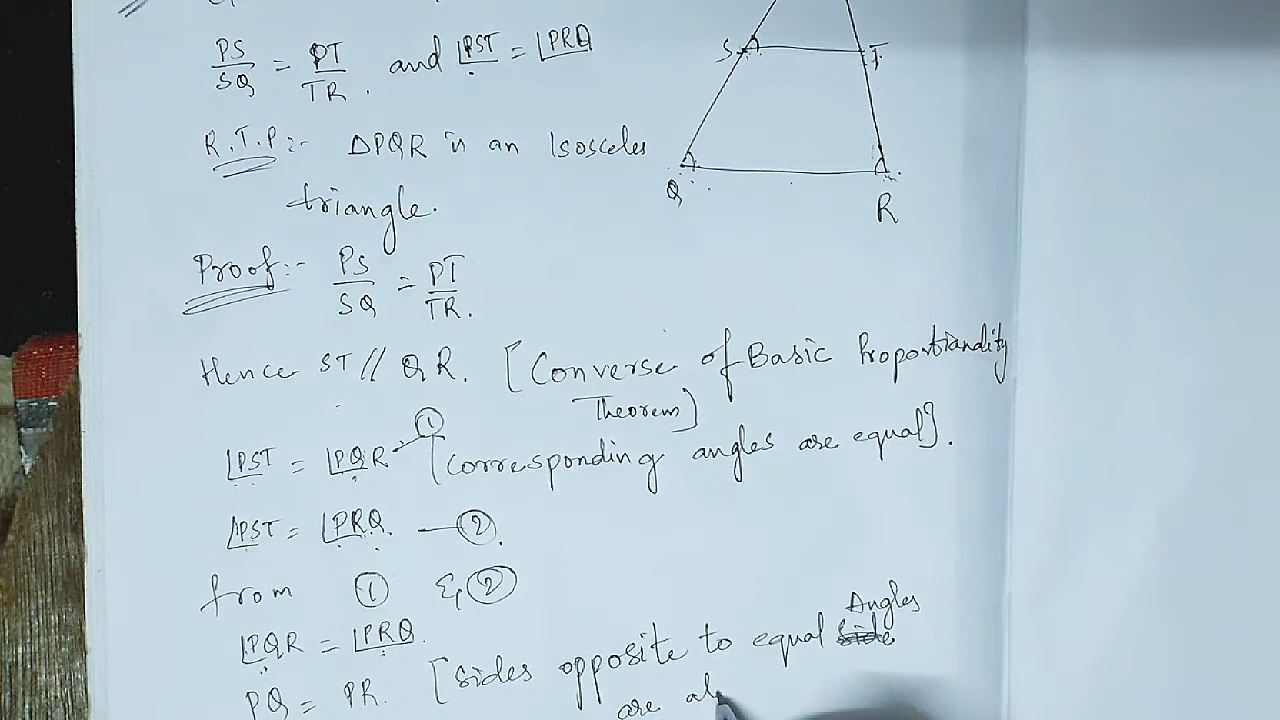 PS/SQ = PT/TR. and ∠PST = ∠PRQ
S T
R.T.P:- ΔPQR is an Isosceles
triangle.
Q R
Proof:- PS/SQ = PT/TR.
Hence ST // QR. [Converse of Basic Proportiandity
Theorem]
∠PST = ∠PQR — ① [corresponding angles are equal].
∠PST = ∠PRQ. — ②.
from ① & ②
∠PQR = ∠PRQ.
PQ = PR. [sides opposite to equal side Angles
are al